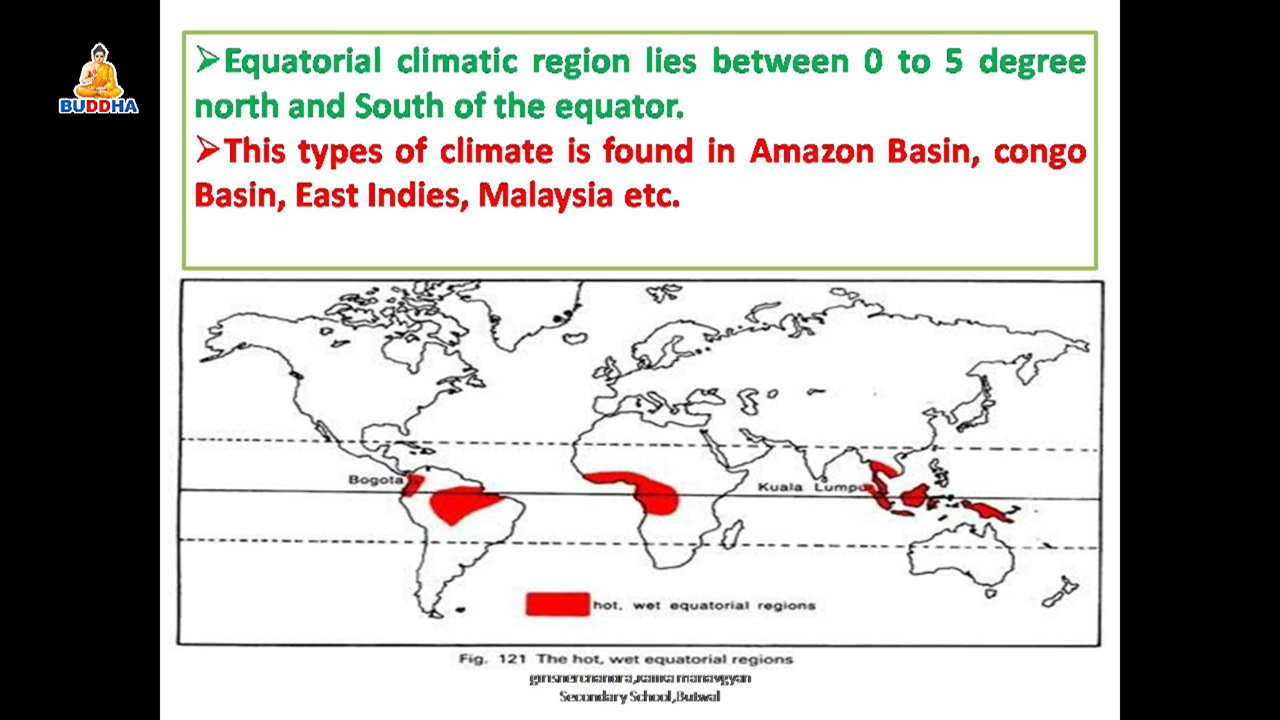 BUDDHA
➢Equatorial climatic region lies between 0 to 5 degree
north and South of the equator.
➢This types of climate is found in Amazon Basin, congo
Basin, East Indies, Malaysia etc.
Bogota
Kuala Lumpu
hot, wet equatorial regions
Fig. 121 The hot, wet equatorial regions
Secondary School,Butwal